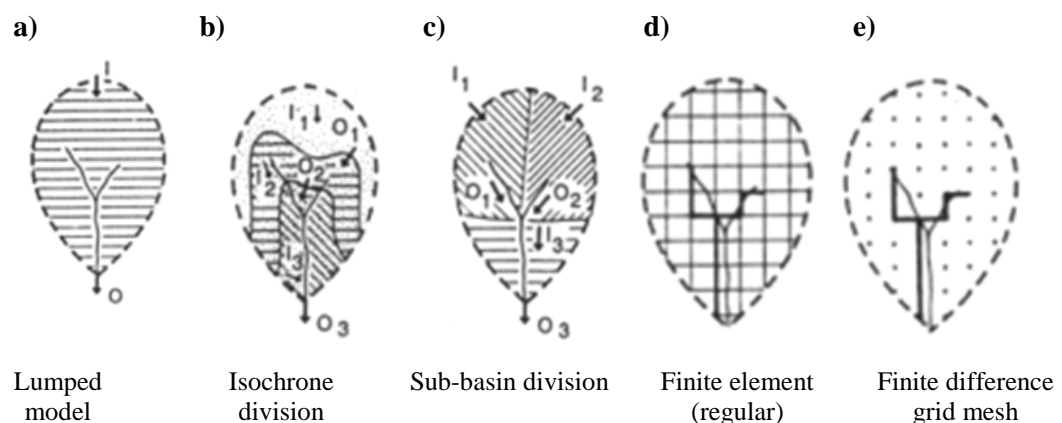 a) b) c) d) e)
I
O
I₁
O₁
I₂
O₂
I₃
O₃
I₁
I₂
O₁
O₂
I₃
O₃
Lumped
model
Isochrone
division
Sub-basin division
Finite element
(regular)
Finite difference
grid mesh